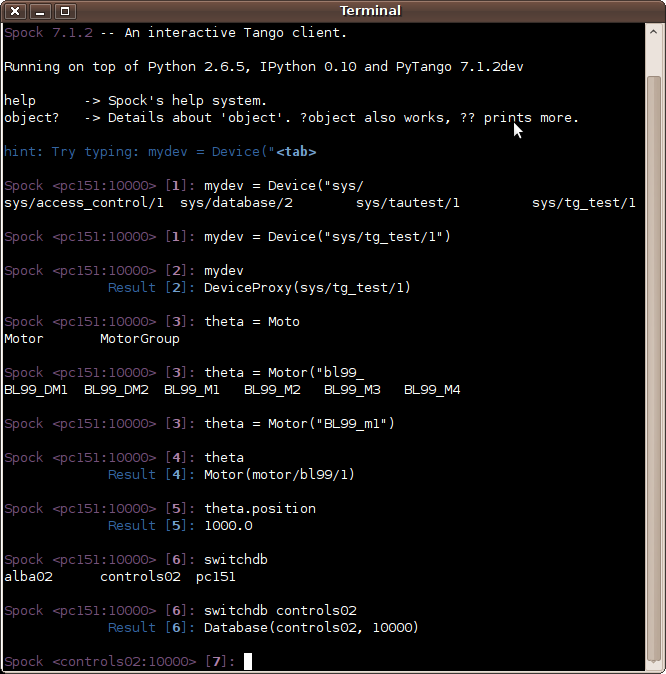 Terminal
Spock 7.1.2 -- An interactive Tango client.
Running on top of Python 2.6.5, IPython 0.10 and PyTango 7.1.2dev
help      -> Spock's help system.
object?   -> Details about 'object'. ?object also works, ?? prints more.
hint: Try typing: mydev = Device("<tab>
Spock <pc151:10000> [1]: mydev = Device("sys/
sys/access_control/1  sys/database/2        sys/tautest/1         sys/tg_test/1
Spock <pc151:10000> [1]: mydev = Device("sys/tg_test/1")
Spock <pc151:10000> [2]: mydev
             Result [2]: DeviceProxy(sys/tg_test/1)
Spock <pc151:10000> [3]: theta = Moto
Motor       MotorGroup
Spock <pc151:10000> [3]: theta = Motor("bl99_
BL99_DM1  BL99_DM2  BL99_M1   BL99_M2   BL99_M3   BL99_M4
Spock <pc151:10000> [3]: theta = Motor("BL99_m1")
Spock <pc151:10000> [4]: theta
             Result [4]: Motor(motor/bl99/1)
Spock <pc151:10000> [5]: theta.position
             Result [5]: 1000.0
Spock <pc151:10000> [6]: switchdb
alba02      controls02  pc151
Spock <pc151:10000> [6]: switchdb controls02
             Result [6]: Database(controls02, 10000)
Spock <controls02:10000> [7]: